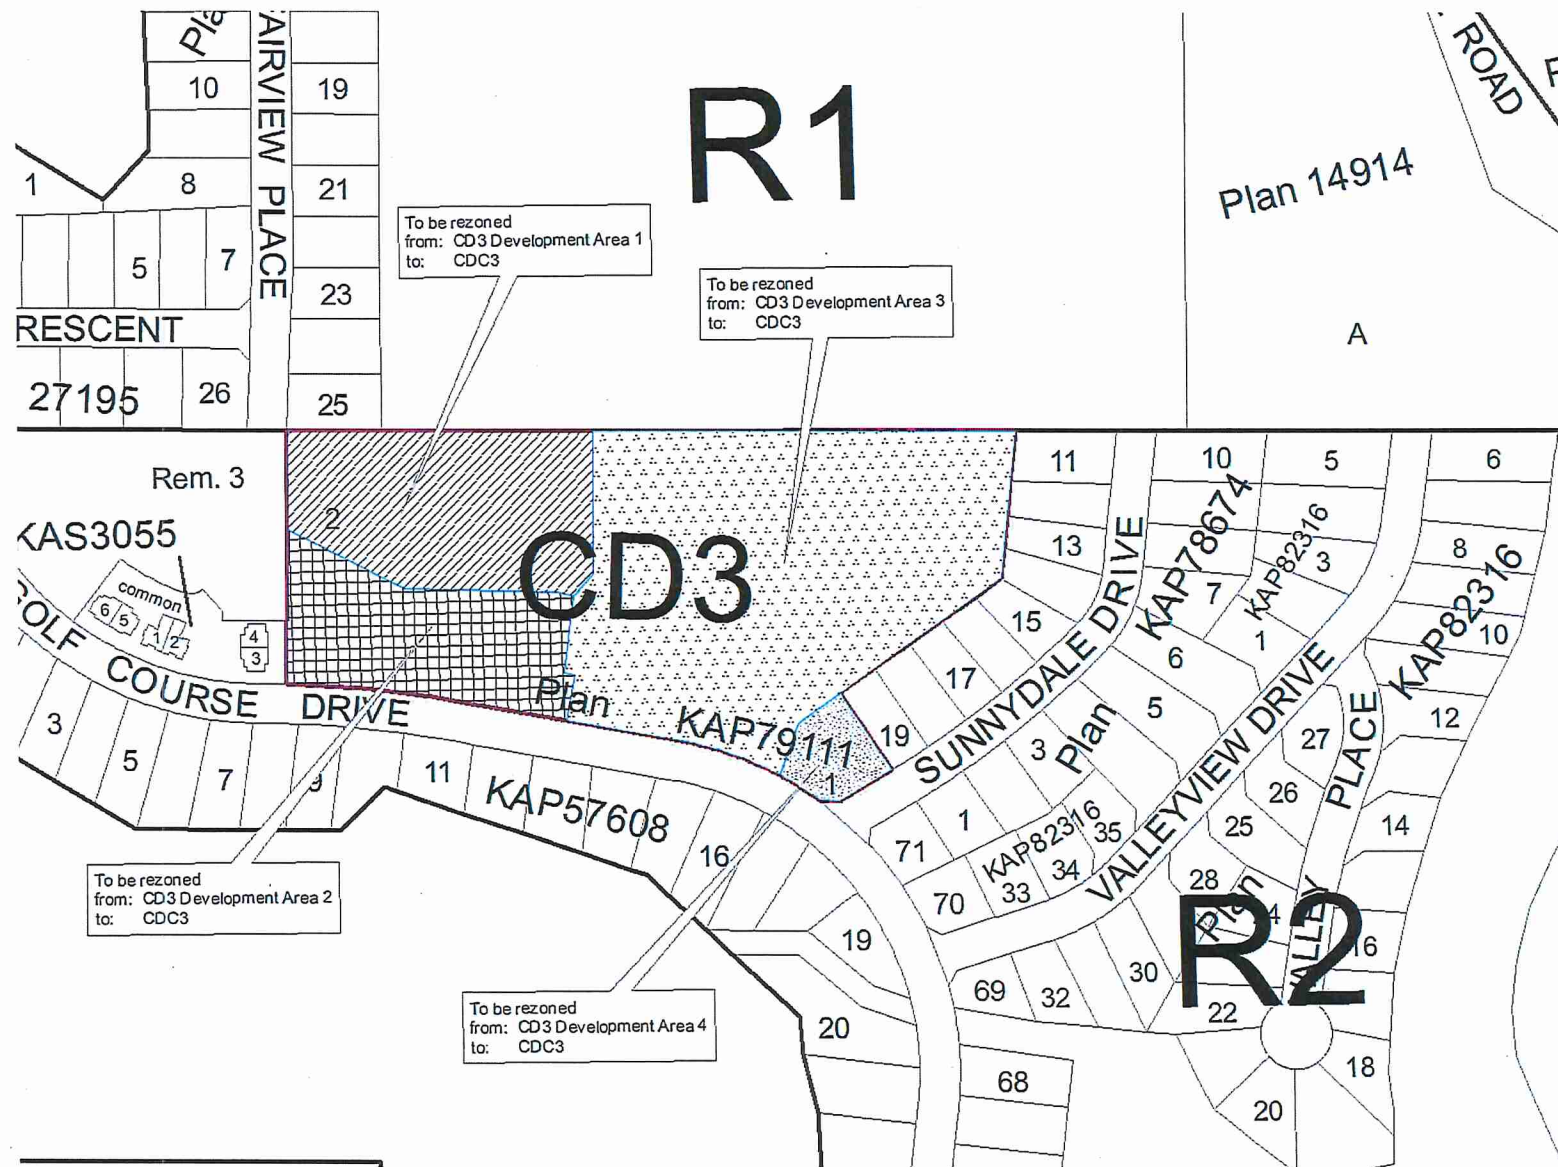 Pla
10
19
R1
ROAD
AIRVIEW PLACE
Plan 14914
1
8
21
To be rezoned
from: CD3 Development Area 1
to: CDC3
5
7
23
To be rezoned
from: CD3 Development Area 3
to: CDC3
RESCENT
A
27195
26
25
Rem. 3
11
10
5
6
2
KAS3055
CD3
13
KAP78674
KAP82316
3
8
common
6
5
1
2
4
3
7
1
KAP82316
10
15
6
OLF COURSE DRIVE
Plan
KAP79111
1
17
19
SUNNYDALE DRIVE
5
Plan
3
VALLEYVIEW DRIVE
27
PLACE
12
3
5
7
9
11
KAP57608
16
26
25
14
71
1
KAP82316
35
34
33
70
28
Plan
24
VALLEY
R2
16
To be rezoned
from: CD3 Development Area 2
to: CDC3
19
69
32
30
22
To be rezoned
from: CD3 Development Area 4
to: CDC3
20
68
18
20